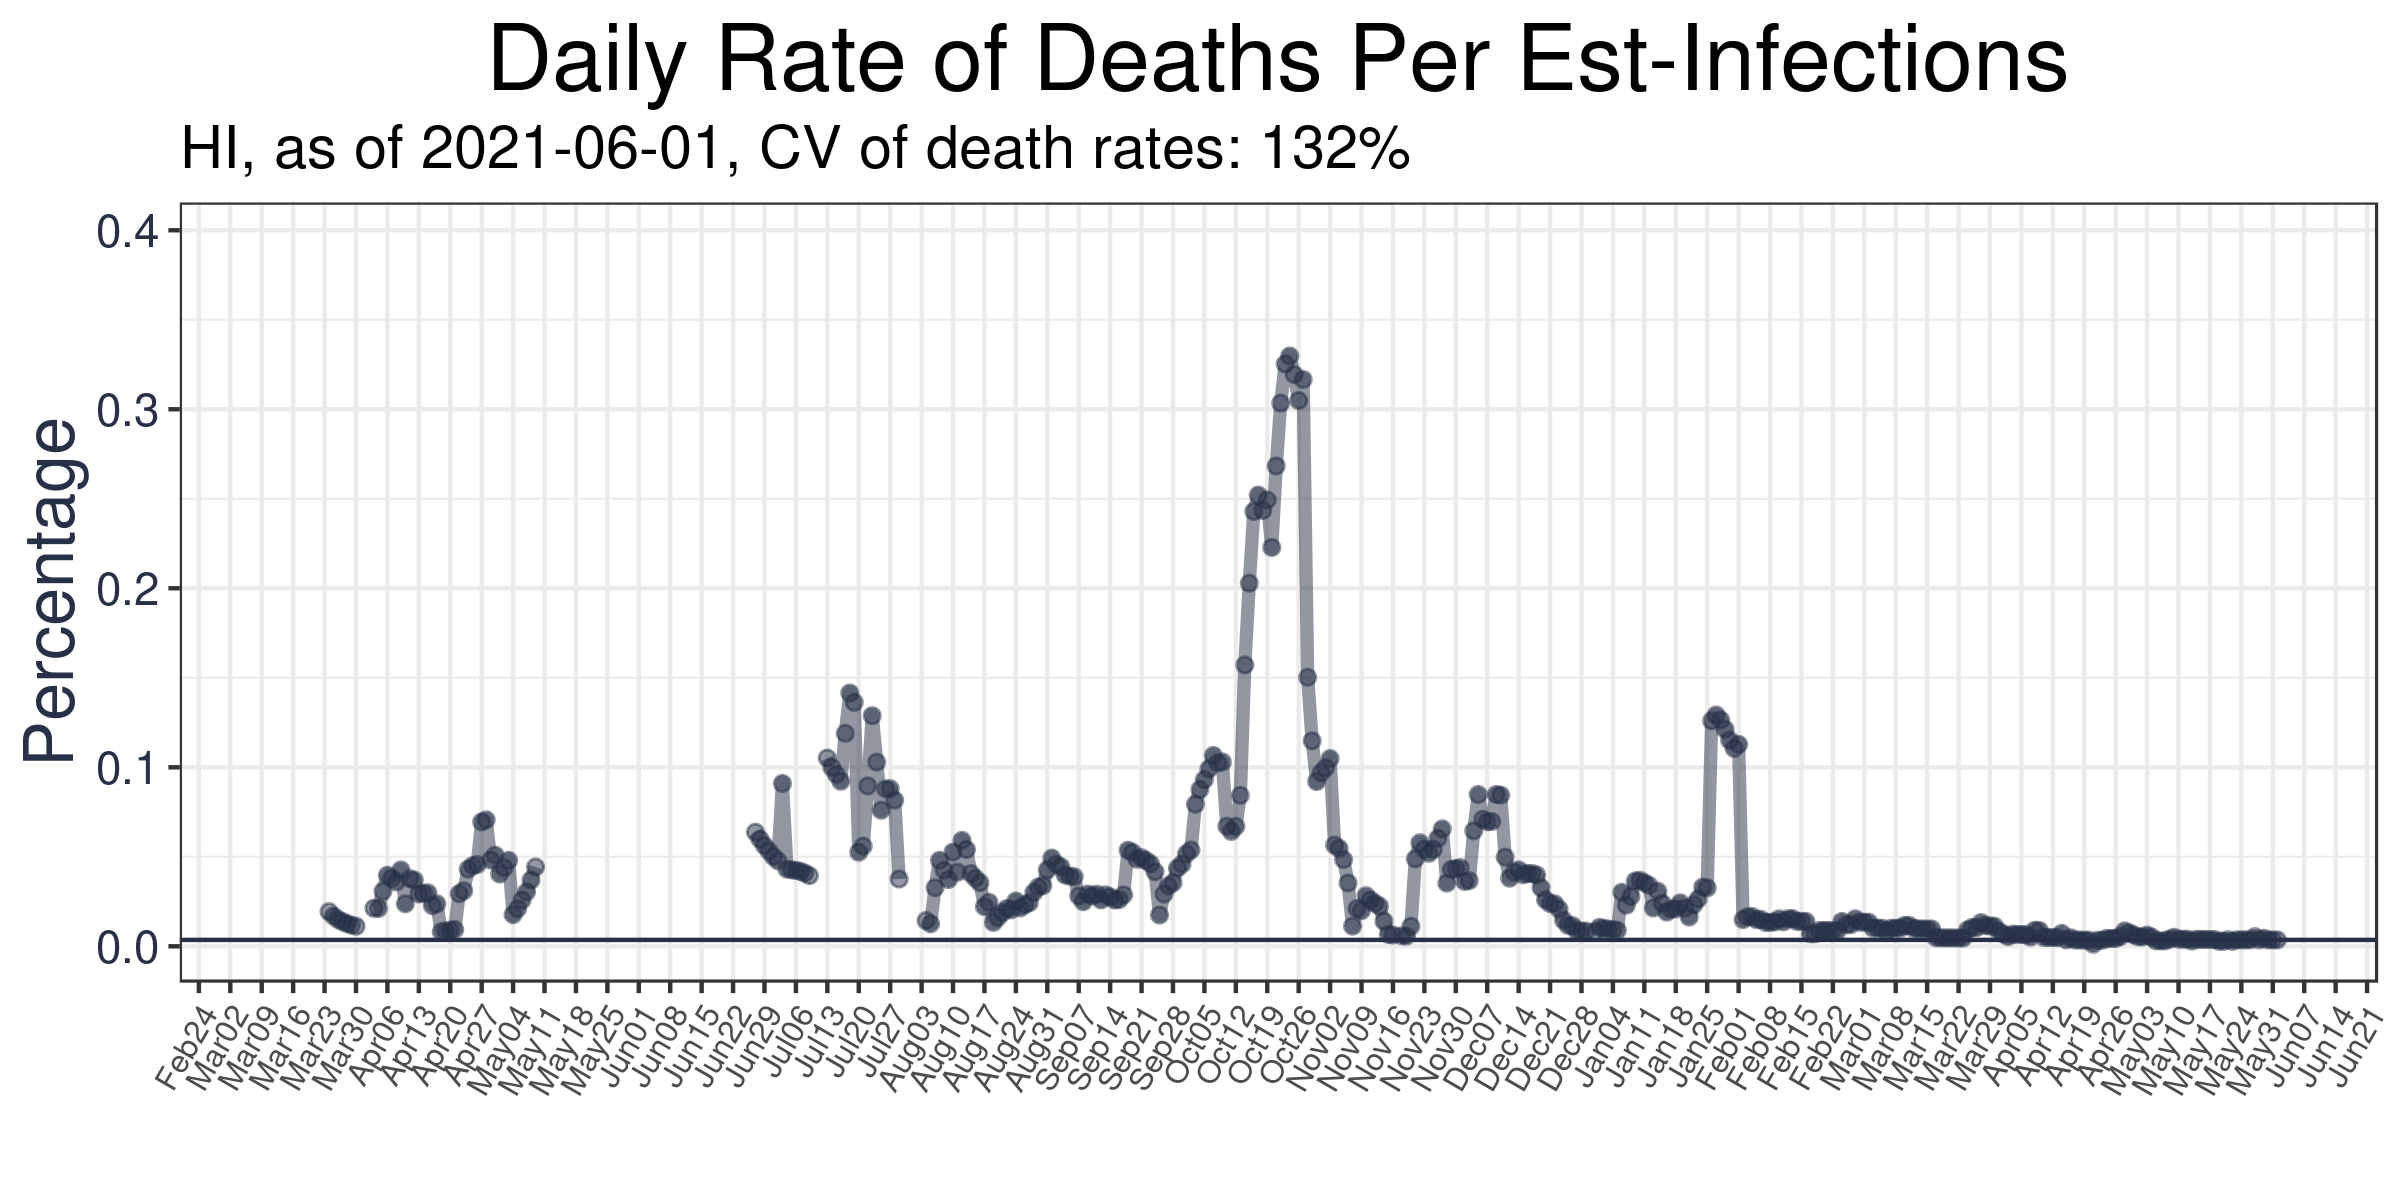 Daily Rate of Deaths Per Est-Infections
HI, as of 2021-06-01, CV of death rates: 132%
Percentage
0.4
0.3
0.2
0.1
0.0
Feb24
Mar02
Mar09
Mar16
Mar23
Mar30
Apr06
Apr13
Apr20
Apr27
May04
May11
May18
May25
Jun01
Jun08
Jun15
Jun22
Jun29
Jul06
Jul13
Jul20
Jul27
Aug03
Aug10
Aug17
Aug24
Aug31
Sep07
Sep14
Sep21
Sep28
Oct05
Oct12
Oct19
Oct26
Nov02
Nov09
Nov16
Nov23
Nov30
Dec07
Dec14
Dec21
Dec28
Jan04
Jan11
Jan18
Jan25
Feb01
Feb08
Feb15
Feb22
Mar01
Mar08
Mar15
Mar22
Mar29
Apr05
Apr12
Apr19
Apr26
May03
May10
May17
May24
May31
Jun07
Jun14
Jun21